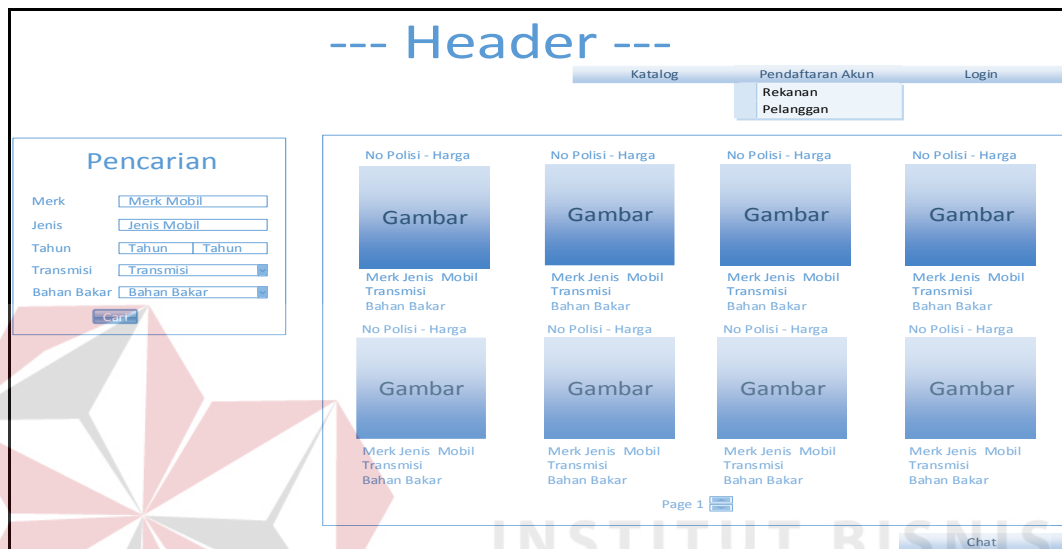 --- Header ---
Katalog Pendaftaran Akun Login
Rekanan
Pelanggan
Pencarian
Merk Merk Mobil
Jenis Jenis Mobil
Tahun Tahun Tahun
Transmisi Transmisi
Bahan Bakar Bahan Bakar
Cari
No Polisi - Harga No Polisi - Harga No Polisi - Harga No Polisi - Harga
Gambar Gambar Gambar Gambar
Merk Jenis Mobil Merk Jenis Mobil Merk Jenis Mobil Merk Jenis Mobil
Transmisi Transmisi Transmisi Transmisi
Bahan Bakar Bahan Bakar Bahan Bakar Bahan Bakar
No Polisi - Harga No Polisi - Harga No Polisi - Harga No Polisi - Harga
Gambar Gambar Gambar Gambar
Merk Jenis Mobil Merk Jenis Mobil Merk Jenis Mobil Merk Jenis Mobil
Transmisi Transmisi Transmisi Transmisi
Bahan Bakar Bahan Bakar Bahan Bakar Bahan Bakar
Page 1
INSTITUT BISNIS
Chat